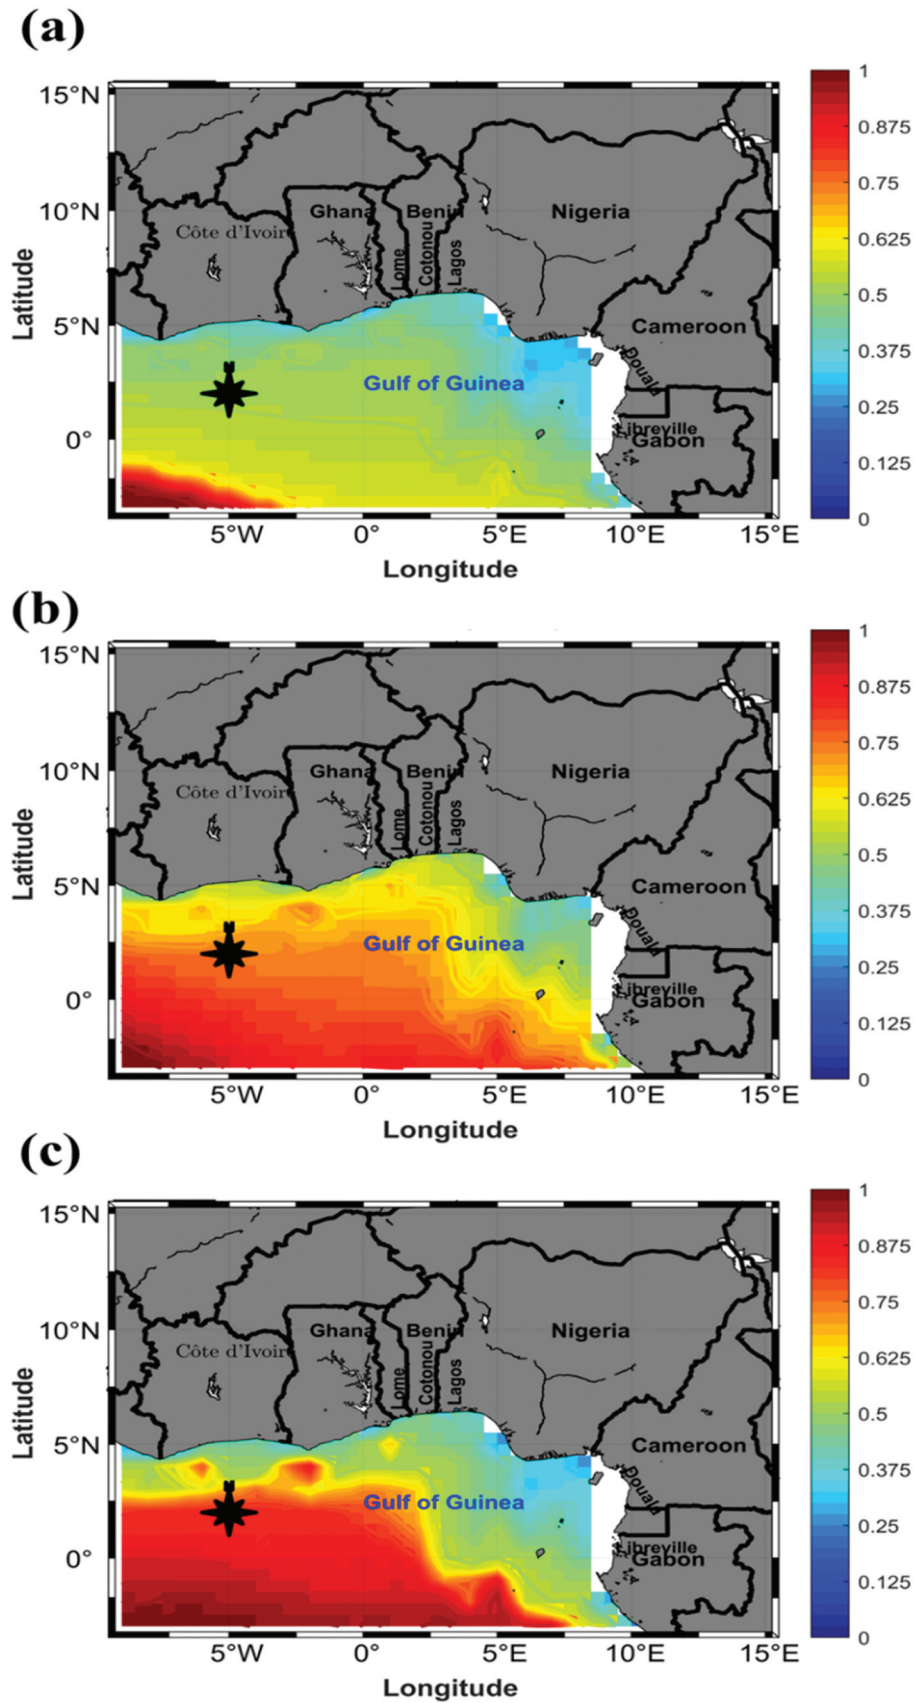 (a)
15°N
10°N
5°N
0°
Latitude
Côte d'Ivoir
Ghana
Benin
Nigeria
Lome
Cotonou
Lagos
Cameroon
Douala
Libreville
Gabon
Gulf of Guinea
N
5°W
0°
5°E
10°E
15°E
Longitude
1
0.875
0.75
0.625
0.5
0.375
0.25
0.125
0
(b)
15°N
10°N
5°N
0°
Latitude
Côte d'Ivoir
Ghana
Benin
Nigeria
Lome
Cotonou
Lagos
Cameroon
Douala
Libreville
Gabon
Gulf of Guinea
N
5°W
0°
5°E
10°E
15°E
Longitude
1
0.875
0.75
0.625
0.5
0.375
0.25
0.125
0
(c)
15°N
10°N
5°N
0°
Latitude
Côte d'Ivoir
Ghana
Benin
Nigeria
Lome
Cotonou
Lagos
Cameroon
Douala
Libreville
Gabon
Gulf of Guinea
N
5°W
0°
5°E
10°E
15°E
Longitude
1
0.875
0.75
0.625
0.5
0.375
0.25
0.125
0